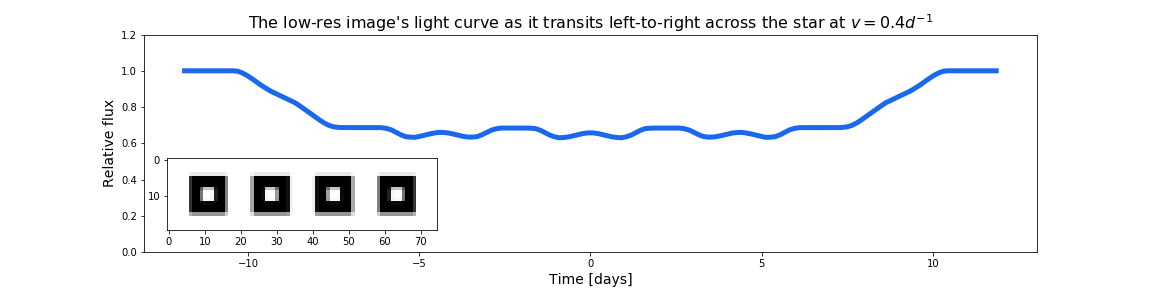 The low-res image's light curve as it transits left-to-right across the star at v = 0.4d⁻¹
1.2
1.0
0.8
0.6
0.4
0.2
0.0
Relative flux
0
10
0 10 20 30 40 50 60 70
−10 −5 0 5 10
Time [days]